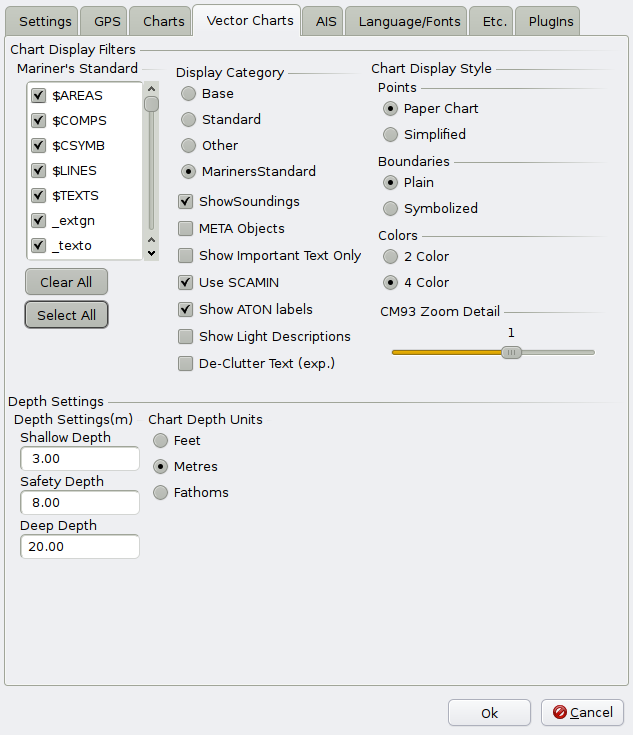 Settings GPS Charts Vector Charts AIS Language/Fonts Etc. PlugIns
Chart Display Filters
Mariner's Standard
$AREAS
$COMPS
$CSYMB
$LINES
$TEXTS
_extgn
_texto
Clear All
Select All
Display Category
Base
Standard
Other
MarinersStandard
ShowSoundings
META Objects
Show Important Text Only
Use SCAMIN
Show ATON labels
Show Light Descriptions
De-Clutter Text (exp.)
Chart Display Style
Points
Paper Chart
Simplified
Boundaries
Plain
Symbolized
Colors
2 Color
4 Color
CM93 Zoom Detail
1
Depth Settings
Depth Settings(m)
Shallow Depth
3.00
Safety Depth
8.00
Deep Depth
20.00
Chart Depth Units
Feet
Metres
Fathoms
Ok
Cancel